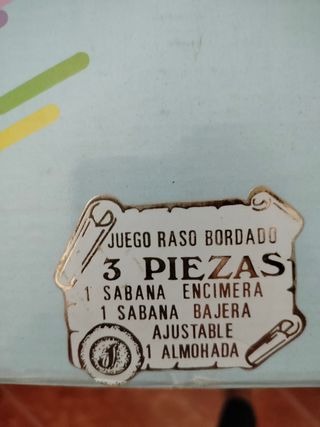 JUEGO RASO BORDADO
3 PIEZAS
1 SABANA ENCIMERA
1 SABANA BAJERA
AJUSTABLE
1 ALMOHADA